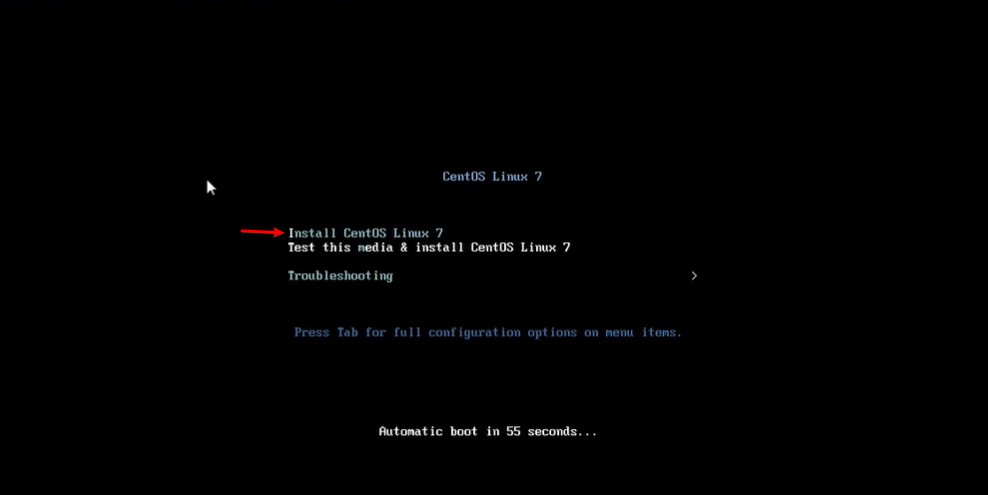 CentOS Linux 7
Install CentOS Linux 7
Test this media & install CentOS Linux 7
Troubleshooting >
Press Tab for full configuration options on menu items.
Automatic boot in 55 seconds...